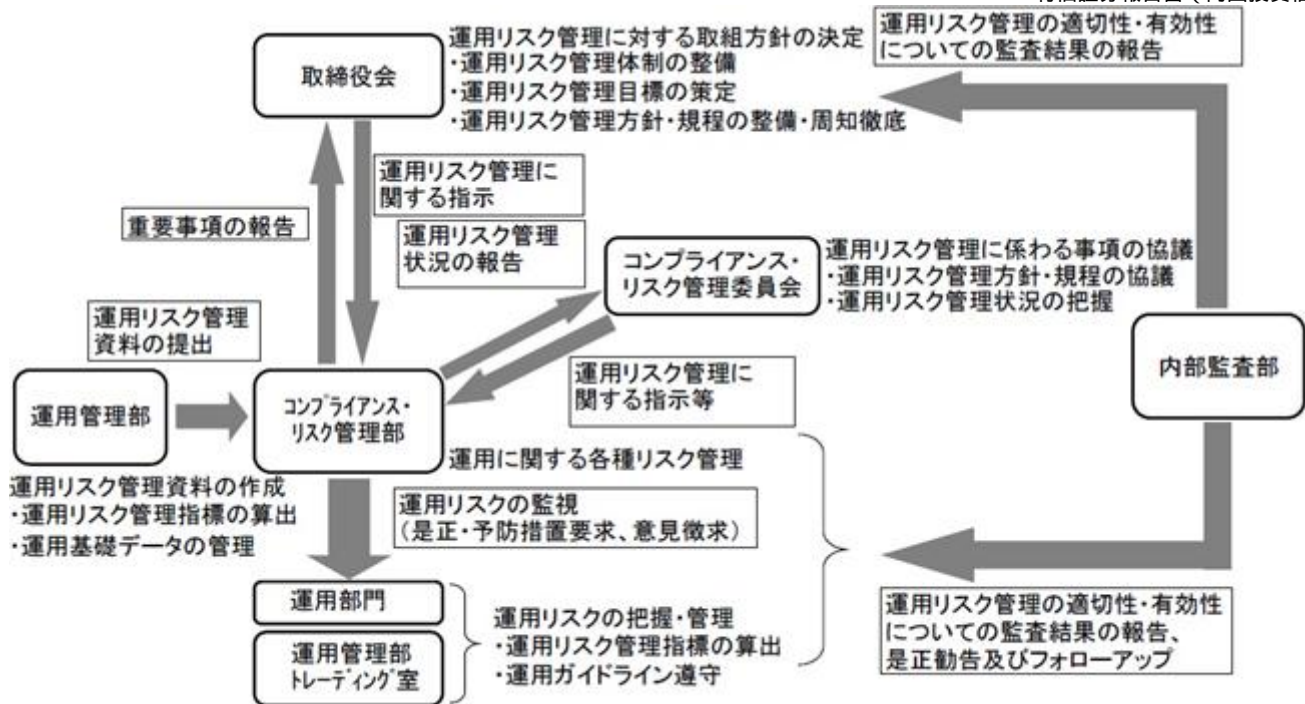 取締役会
運用リスク管理に対する取組方針の決定
・運用リスク管理体制の整備
・運用リスク管理目標の策定
・運用リスク管理方針・規程の整備・周知徹底
運用リスク管理の適切性・有効性
についての監査結果の報告
重要事項の報告
運用リスク管理に
関する指示
運用リスク管理
状況の報告
コンプライアンス・
リスク管理委員会
運用リスク管理に係わる事項の協議
・運用リスク管理方針・規程の協議
・運用リスク管理状況の把握
内部監査部
運用リスク管理
資料の提出
運用管理部
コンプライアンス・
リスク管理部
運用リスク管理に
関する指示等
運用に関する各種リスク管理
運用リスク管理資料の作成
・運用リスク管理指標の算出
・運用基礎データの管理
運用リスクの監視
(是正・予防措置要求、意見徴求)
運用部門
運用管理部
トレーディング室
運用リスクの把握・管理
・運用リスク管理指標の算出
・運用ガイドライン遵守
運用リスク管理の適切性・有効性
についての監査結果の報告、
是正勧告及びフォローアップ